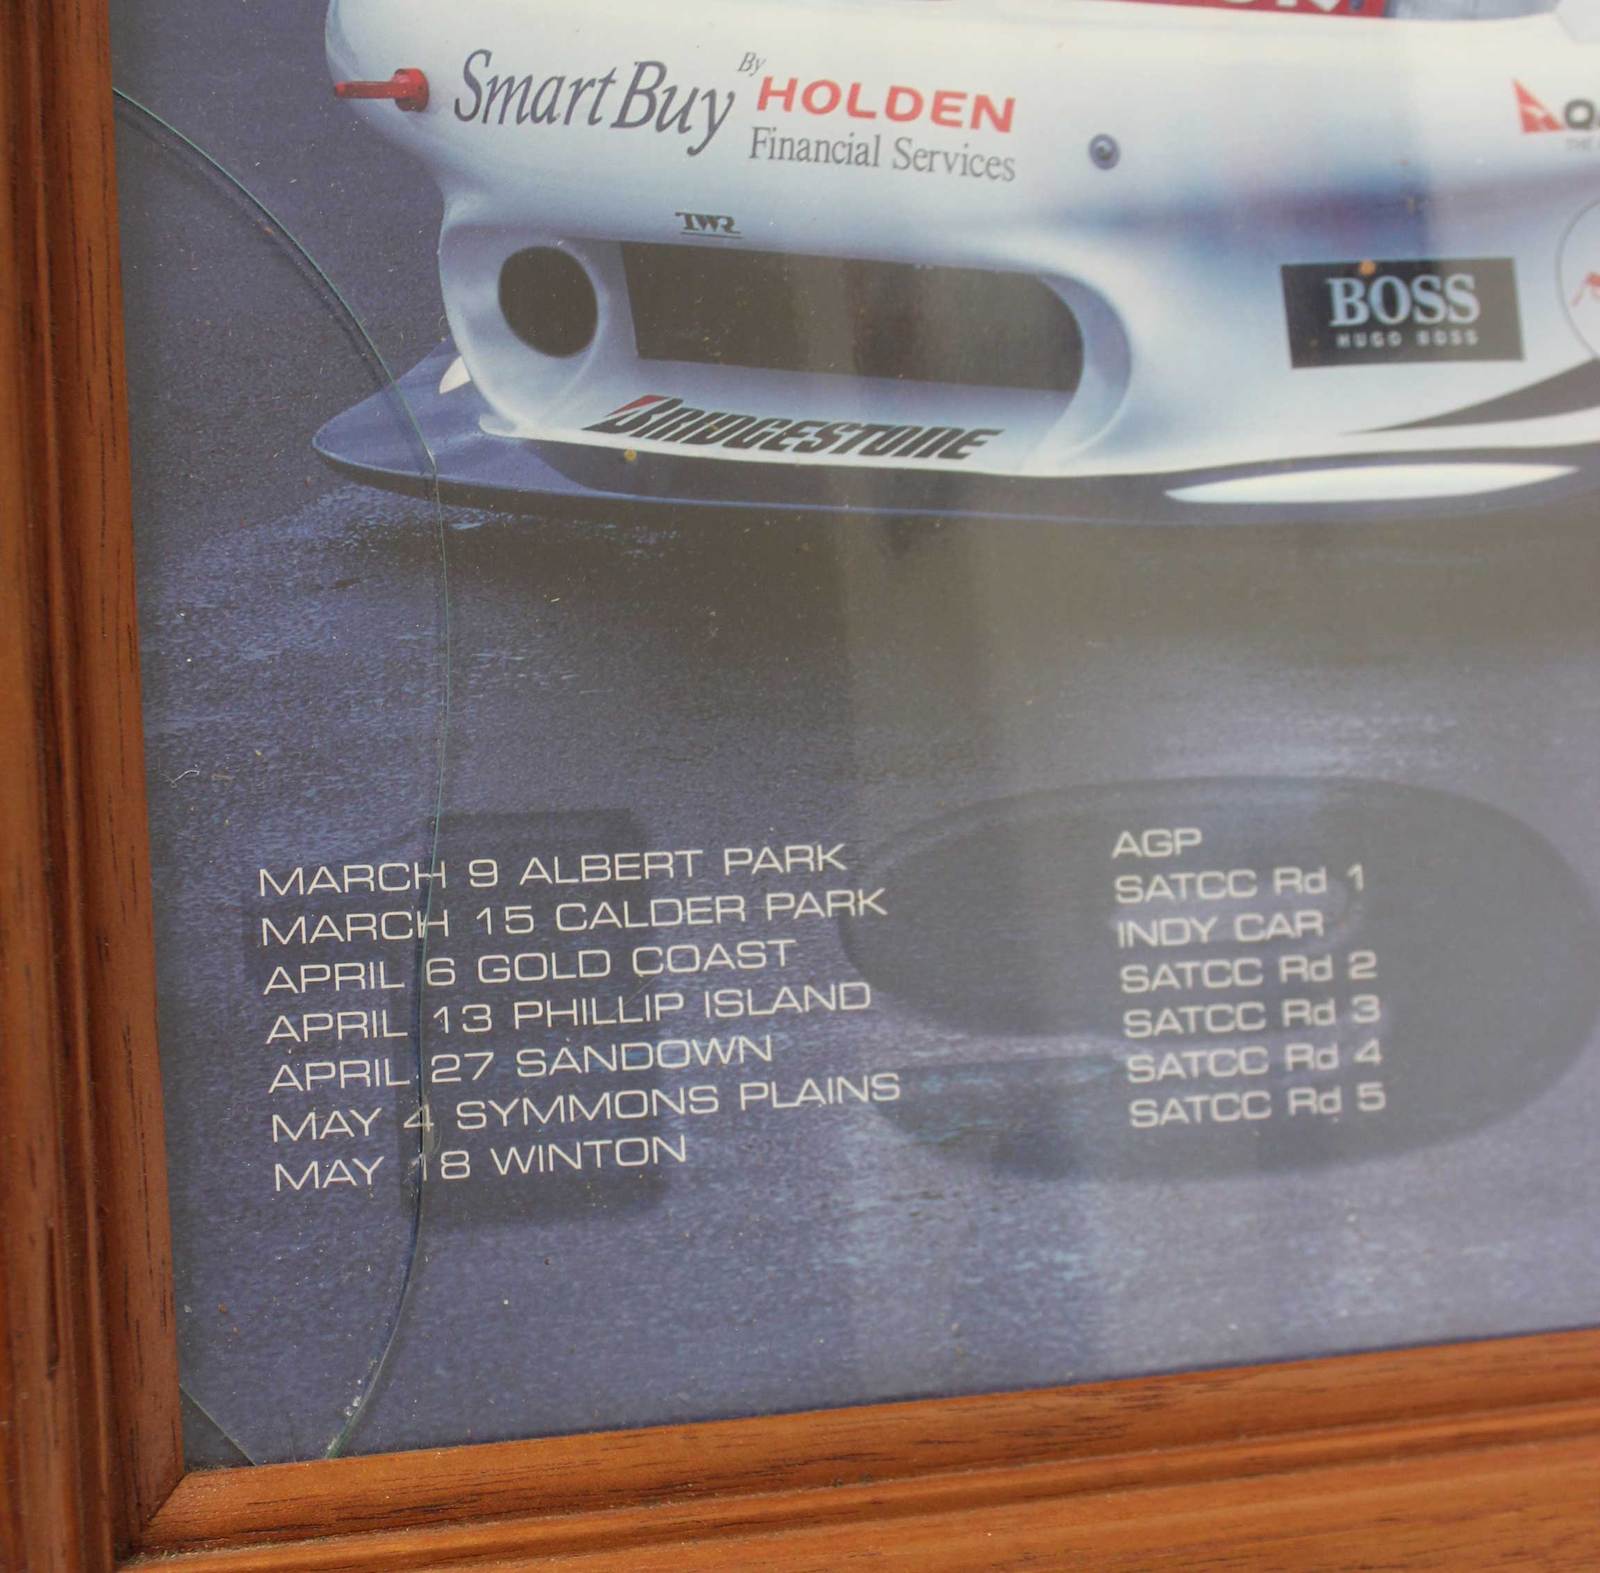 Smart Buy By HOLDEN
Financial Services
TWR
BOSS
HUGO BOSS
BRIDGESTONE
MARCH 9 ALBERT PARK AGP
MARCH 15 CALDER PARK SATCC Rd 1
APRIL 6 GOLD COAST INDY CAR
APRIL 13 PHILLIP ISLAND SATCC Rd 2
APRIL 27 SANDOWN SATCC Rd 3
MAY 4 SYMMONS PLAINS SATCC Rd 4
MAY 18 WINTON SATCC Rd 5